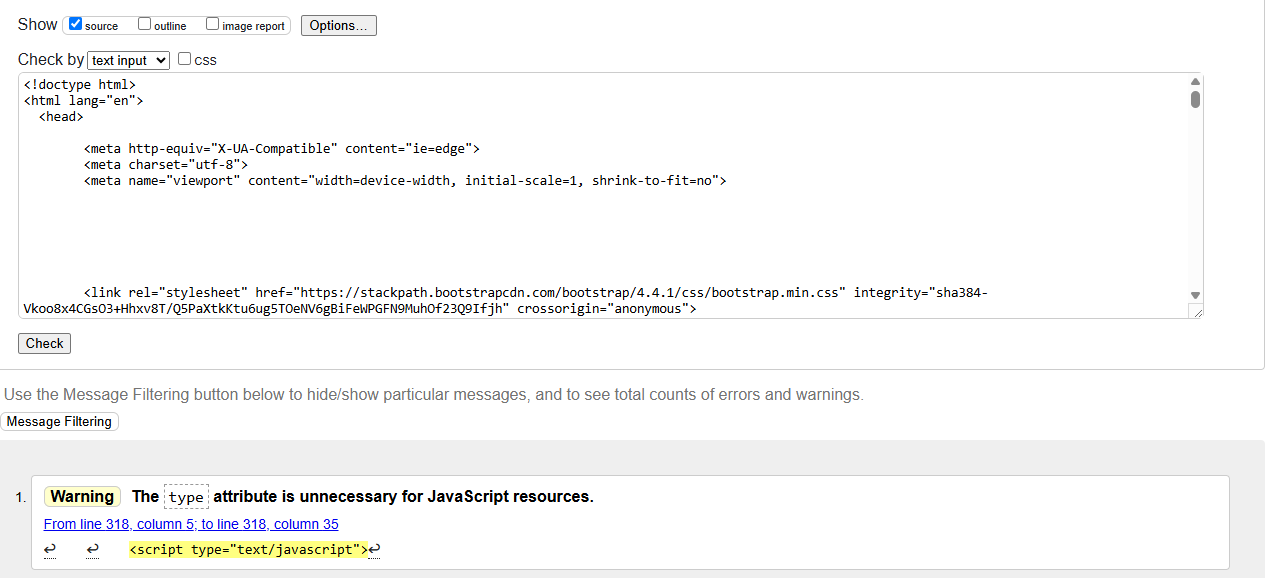 Show source outline image report Options...
Check by text input css
<!doctype html>
<html lang="en">
<head>
<meta http-equiv="X-UA-Compatible" content="ie=edge">
<meta charset="utf-8">
<meta name="viewport" content="width=device-width, initial-scale=1, shrink-to-fit=no">
<link rel="stylesheet" href="https://stackpath.bootstrapcdn.com/bootstrap/4.4.1/css/bootstrap.min.css" integrity="sha384-
Vkoo8x4CGsO3+Hhxv8T/Q5PaXtkKtu6ug5TOeNV6gBiFeWPGFN9MuhOf23Q9Ifjh" crossorigin="anonymous">
Check
Use the Message Filtering button below to hide/show particular messages, and to see total counts of errors and warnings.
Message Filtering
1. Warning The type attribute is unnecessary for JavaScript resources.
From line 318, column 5; to line 318, column 35
↩ ↩ <script type="text/javascript">↩